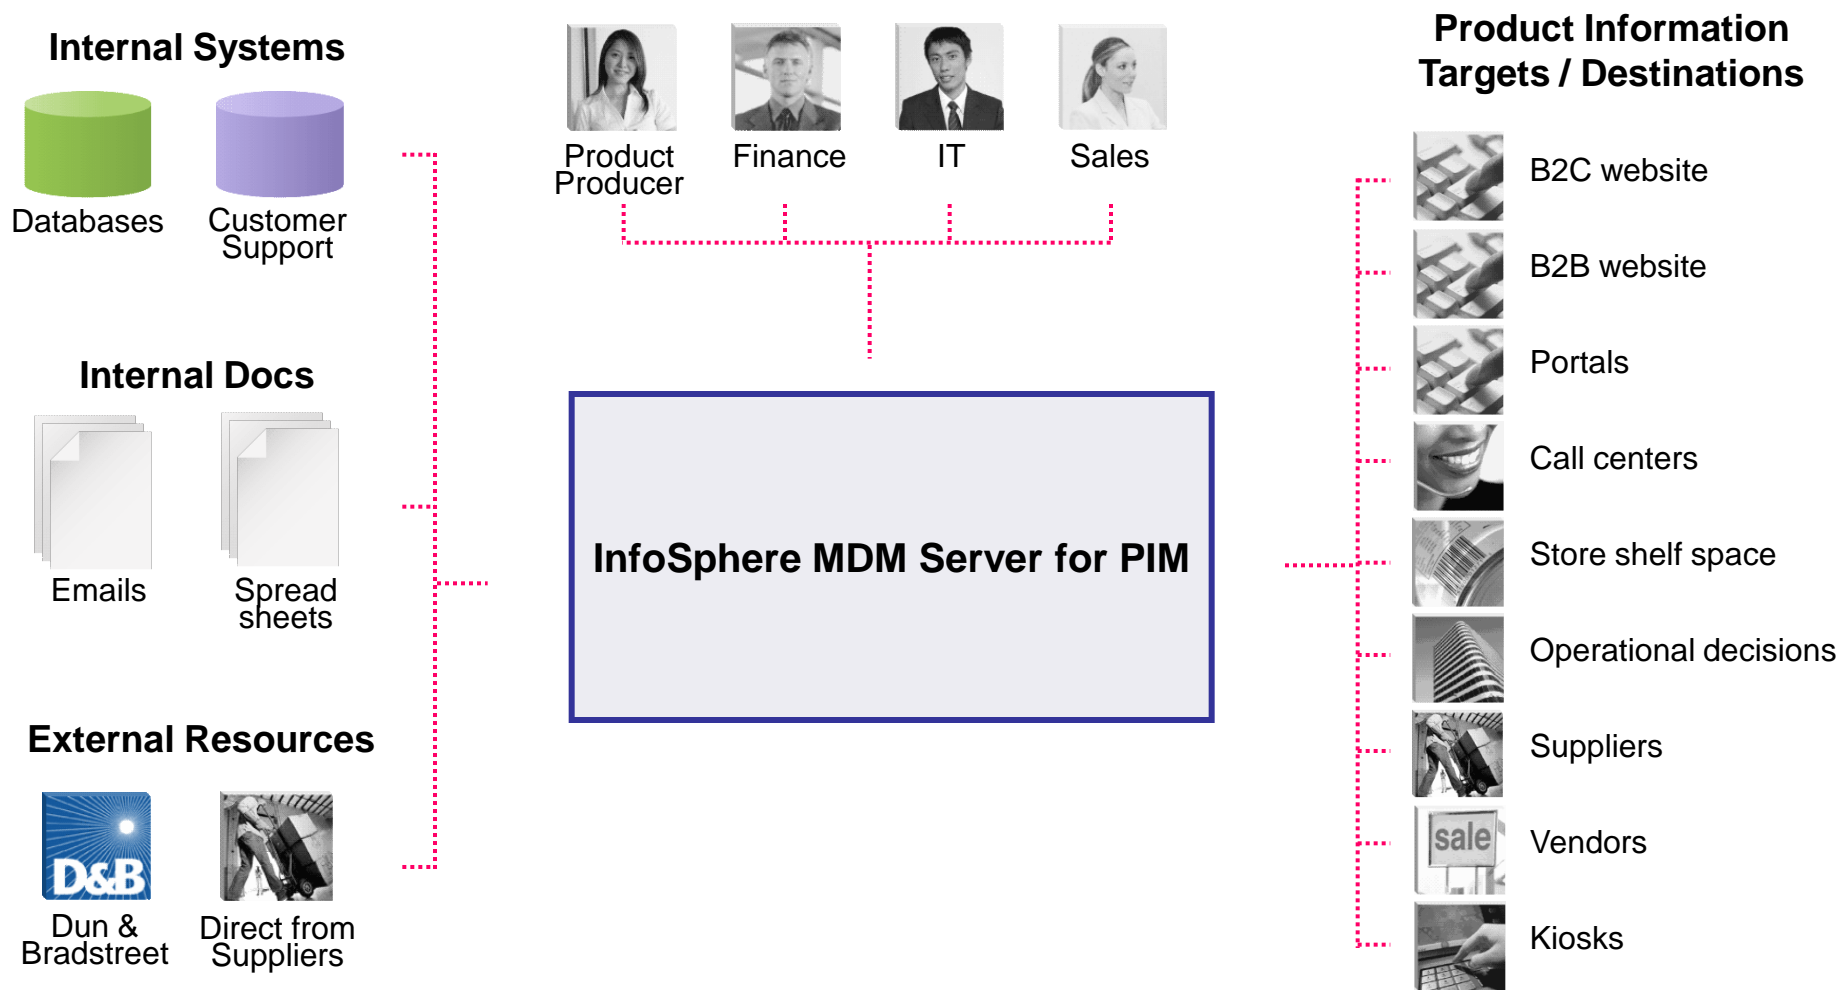 Internal Systems
Databases
Customer
Support
Internal Docs
Emails
Spread
sheets
External Resources
D&B
Dun &
Bradstreet
Direct from
Suppliers
Product
Producer
Finance
IT
Sales
InfoSphere MDM Server for PIM
Product Information
Targets / Destinations
B2C website
B2B website
Portals
Call centers
Store shelf space
Operational decisions
Suppliers
sale
Vendors
Kiosks